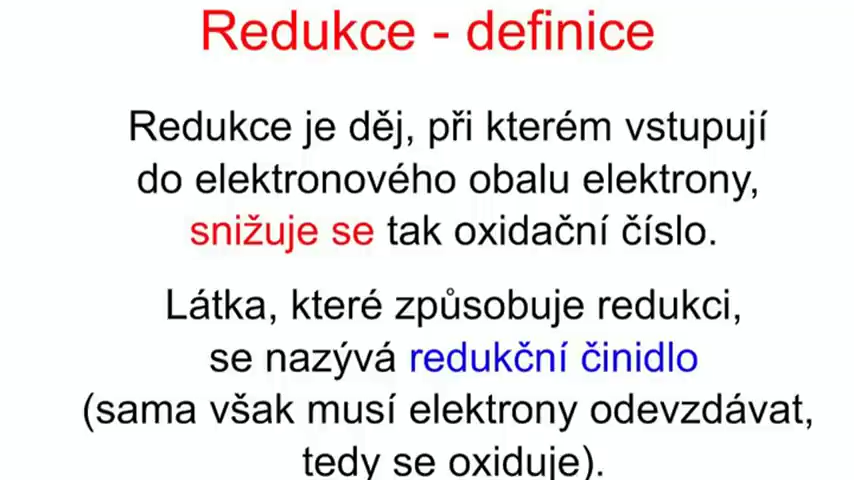 Redukce - definice
Redukce je děj, při kterém vstupují
do elektronového obalu elektrony,
snižuje se tak oxidační číslo.
Látka, které způsobuje redukci,
se nazývá redukční činidlo
(sama však musí elektrony odevzdávat,
tedy se oxiduje).